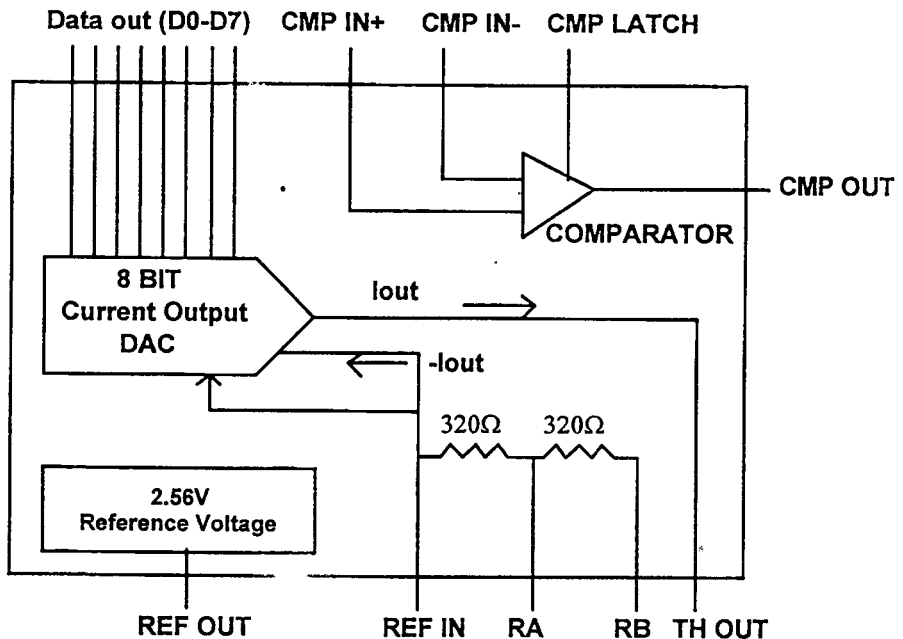 Data out (D0-D7) CMP IN+ CMP IN- CMP LATCH
CMP OUT
COMPARATOR
8 BIT
Current Output
DAC
Iout
-Iout
320Ω 320Ω
2.56V
Reference Voltage
REF OUT REF IN RA RB TH OUT